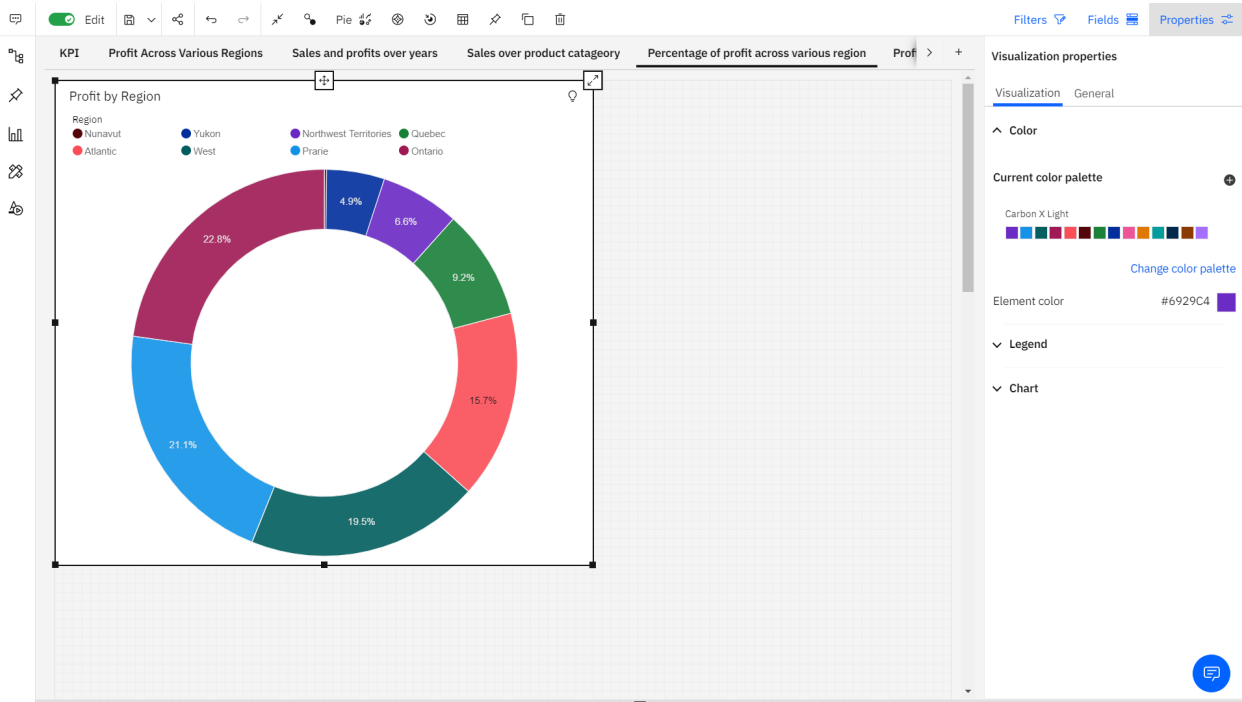 Edit
Pie
Filters
Fields
Properties
KPI
Profit Across Various Regions
Sales and profits over years
Sales over product catageory
Percentage of profit across various region
Prof
+
Visualization properties
Visualization
General
Color
Current color palette
Carbon X Light
Change color palette
Element color
#6929C4
Legend
Chart
Profit by Region
Region
Nunavut
Yukon
Northwest Territories
Quebec
Atlantic
West
Prarie
Ontario
4.9%
6.6%
22.8%
9.2%
15.7%
21.1%
19.5%